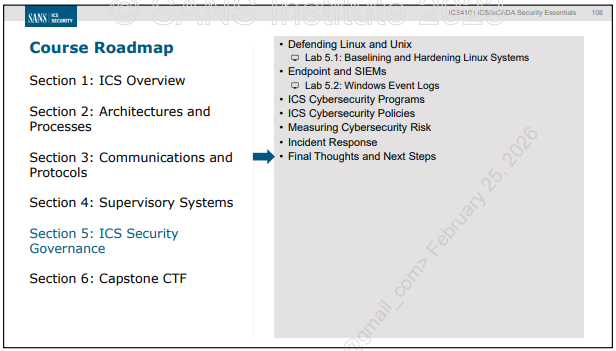 © SANS Institute 2026
SANS ICS SECURITY
ICS410 | ICS/SCADA Security Essentials 108
Course Roadmap
Section 1: ICS Overview
Section 2: Architectures and
Processes
Section 3: Communications and
Protocols
Section 4: Supervisory Systems
Section 5: ICS Security
Governance
Section 6: Capstone CTF
• Defending Linux and Unix
Lab 5.1: Baselining and Hardening Linux Systems
• Endpoint and SIEMs
Lab 5.2: Windows Event Logs
• ICS Cybersecurity Programs
• ICS Cybersecurity Policies
• Measuring Cybersecurity Risk
• Incident Response
• Final Thoughts and Next Steps
@gmail_com> February 25, 2026